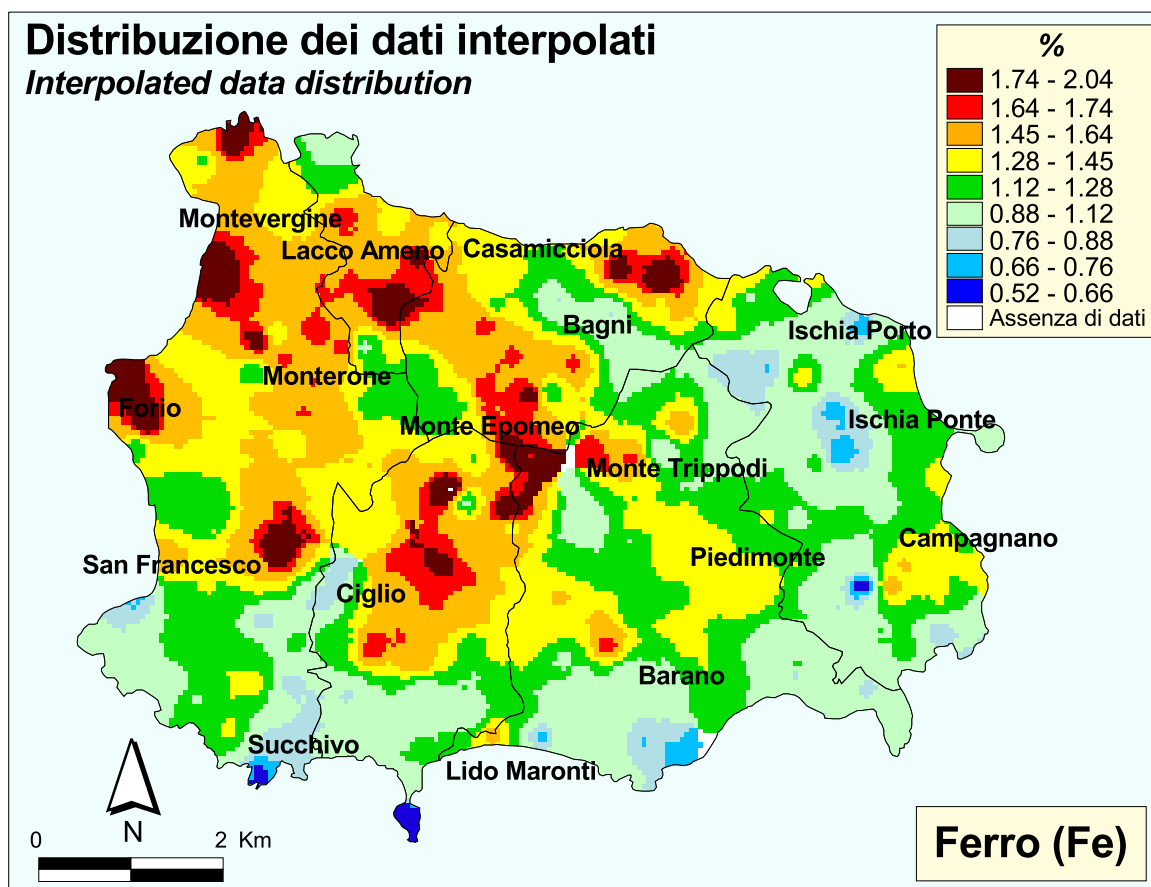 Distribuzione dei dati interpolati
Interpolated data distribution
%
1.74 - 2.04
1.64 - 1.74
1.45 - 1.64
1.28 - 1.45
1.12 - 1.28
0.88 - 1.12
0.76 - 0.88
0.66 - 0.76
0.52 - 0.66
Assenza di dati
Montevergine
Lacco Ameno
Casamicciola
Bagni
Ischia Porto
Monterone
Forio
Monte Epomeo
Ischia Ponte
Monte Trippodi
San Francesco
Ciglio
Piedimonte
Campagnano
Barano
Succhivo
Lido Maronti
N
0 2 Km
Ferro (Fe)